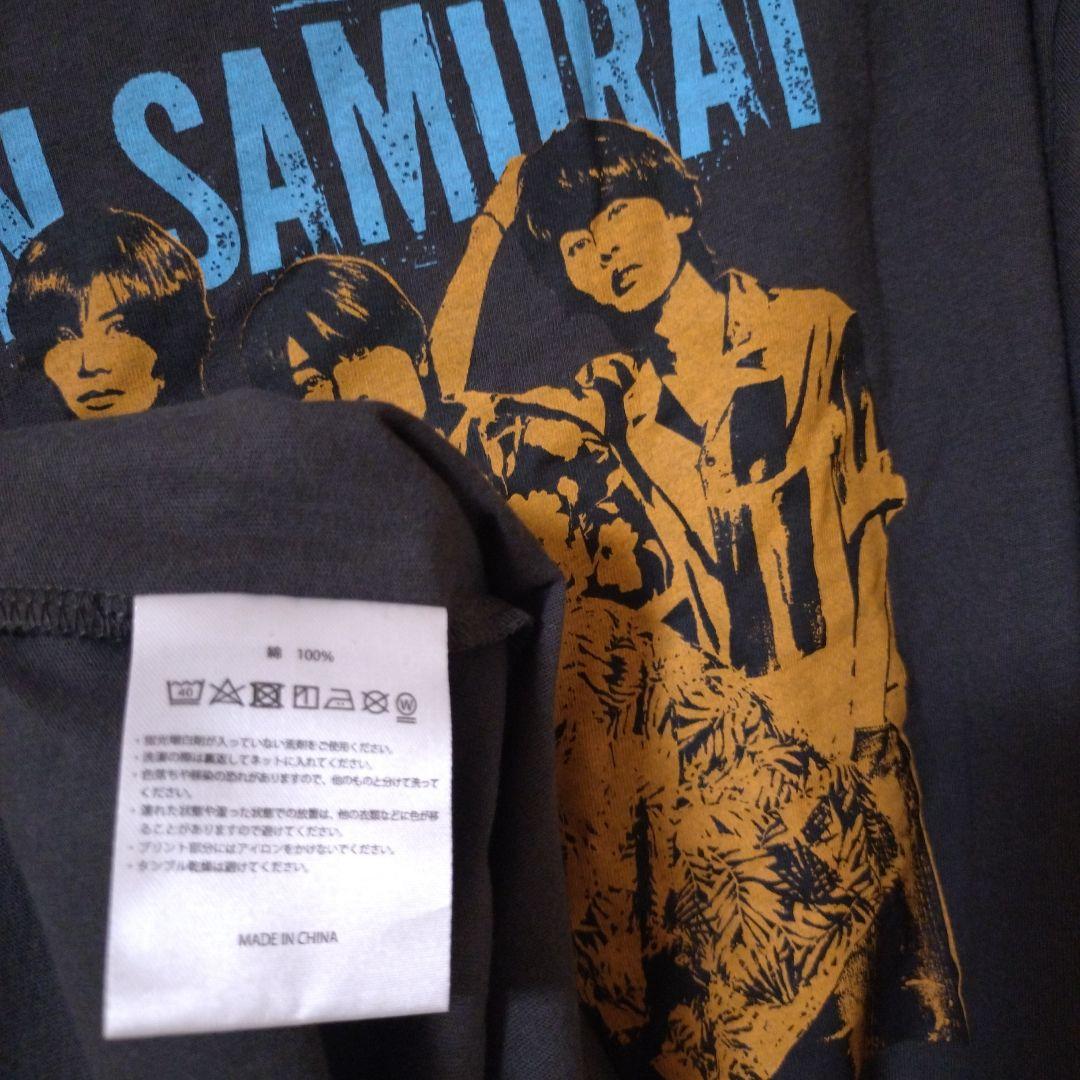 N SAMURAI
綿 100%
40
W
・蛍光増白剤が入っていない洗剤をご使用ください。
・洗濯の際は裏返してネットに入れてください。
・色落ちや移染の恐れがありますので、他のものと分けて洗って
ください。
・濡れた状態や湿った状態での放置は、他の衣類などに色が移
ることがありますので避けてください。
・プリント部分にはアイロンをかけないでください。
・タンブル乾燥は避けてください。
MADE IN CHINA